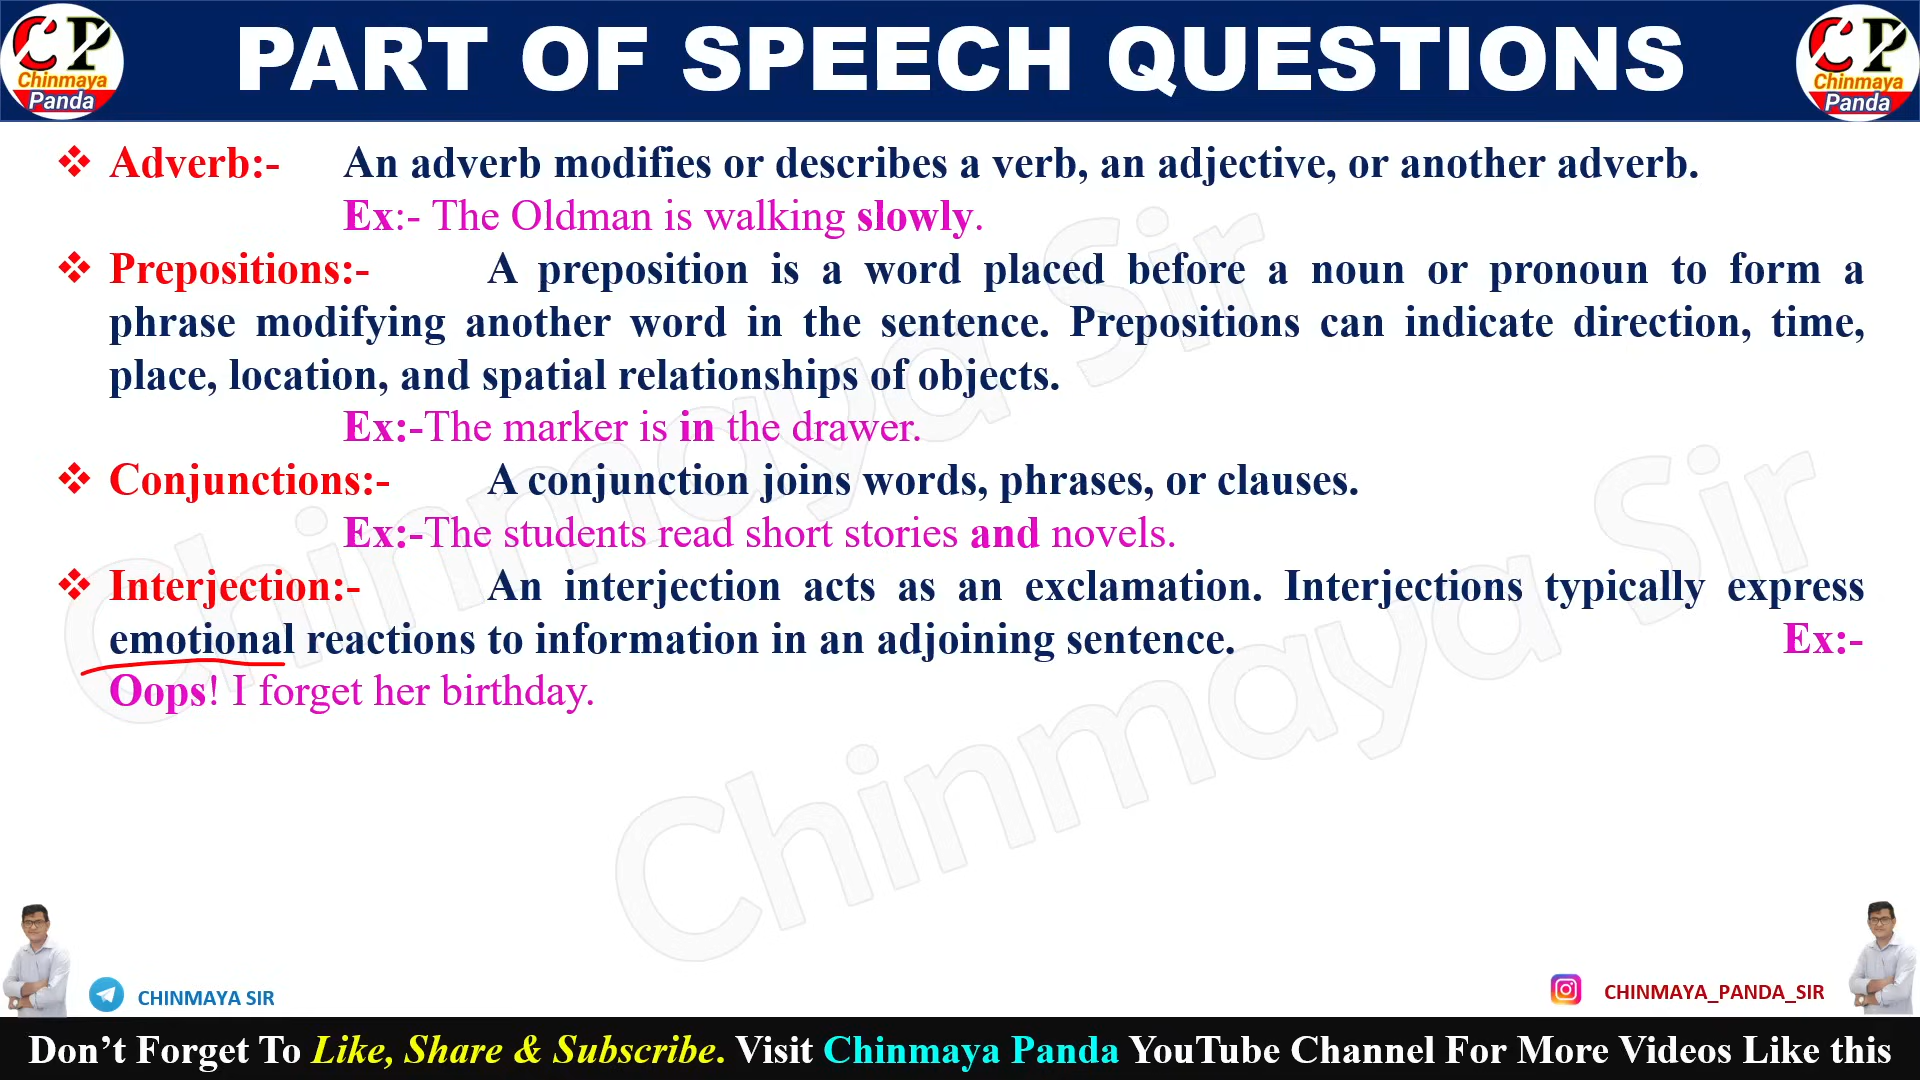 CP
Chinmaya
Panda
PART OF SPEECH QUESTIONS
CP
Chinmaya
Panda
❖ Adverb:- An adverb modifies or describes a verb, an adjective, or another adverb.
Ex:- The Oldman is walking slowly.
❖ Prepositions:- A preposition is a word placed before a noun or pronoun to form a
phrase modifying another word in the sentence. Prepositions can indicate direction, time,
place, location, and spatial relationships of objects.
Ex:-The marker is in the drawer.
❖ Conjunctions:- A conjunction joins words, phrases, or clauses.
Ex:-The students read short stories and novels.
❖ Interjection:- An interjection acts as an exclamation. Interjections typically express
emotional reactions to information in an adjoining sentence. Ex:-
Oops! I forget her birthday.
Chinmaya Sir
Chinmaya Sir
CHINMAYA SIR
CHINMAYA_PANDA_SIR
Don’t Forget To Like, Share & Subscribe. Visit Chinmaya Panda YouTube Channel For More Videos Like this